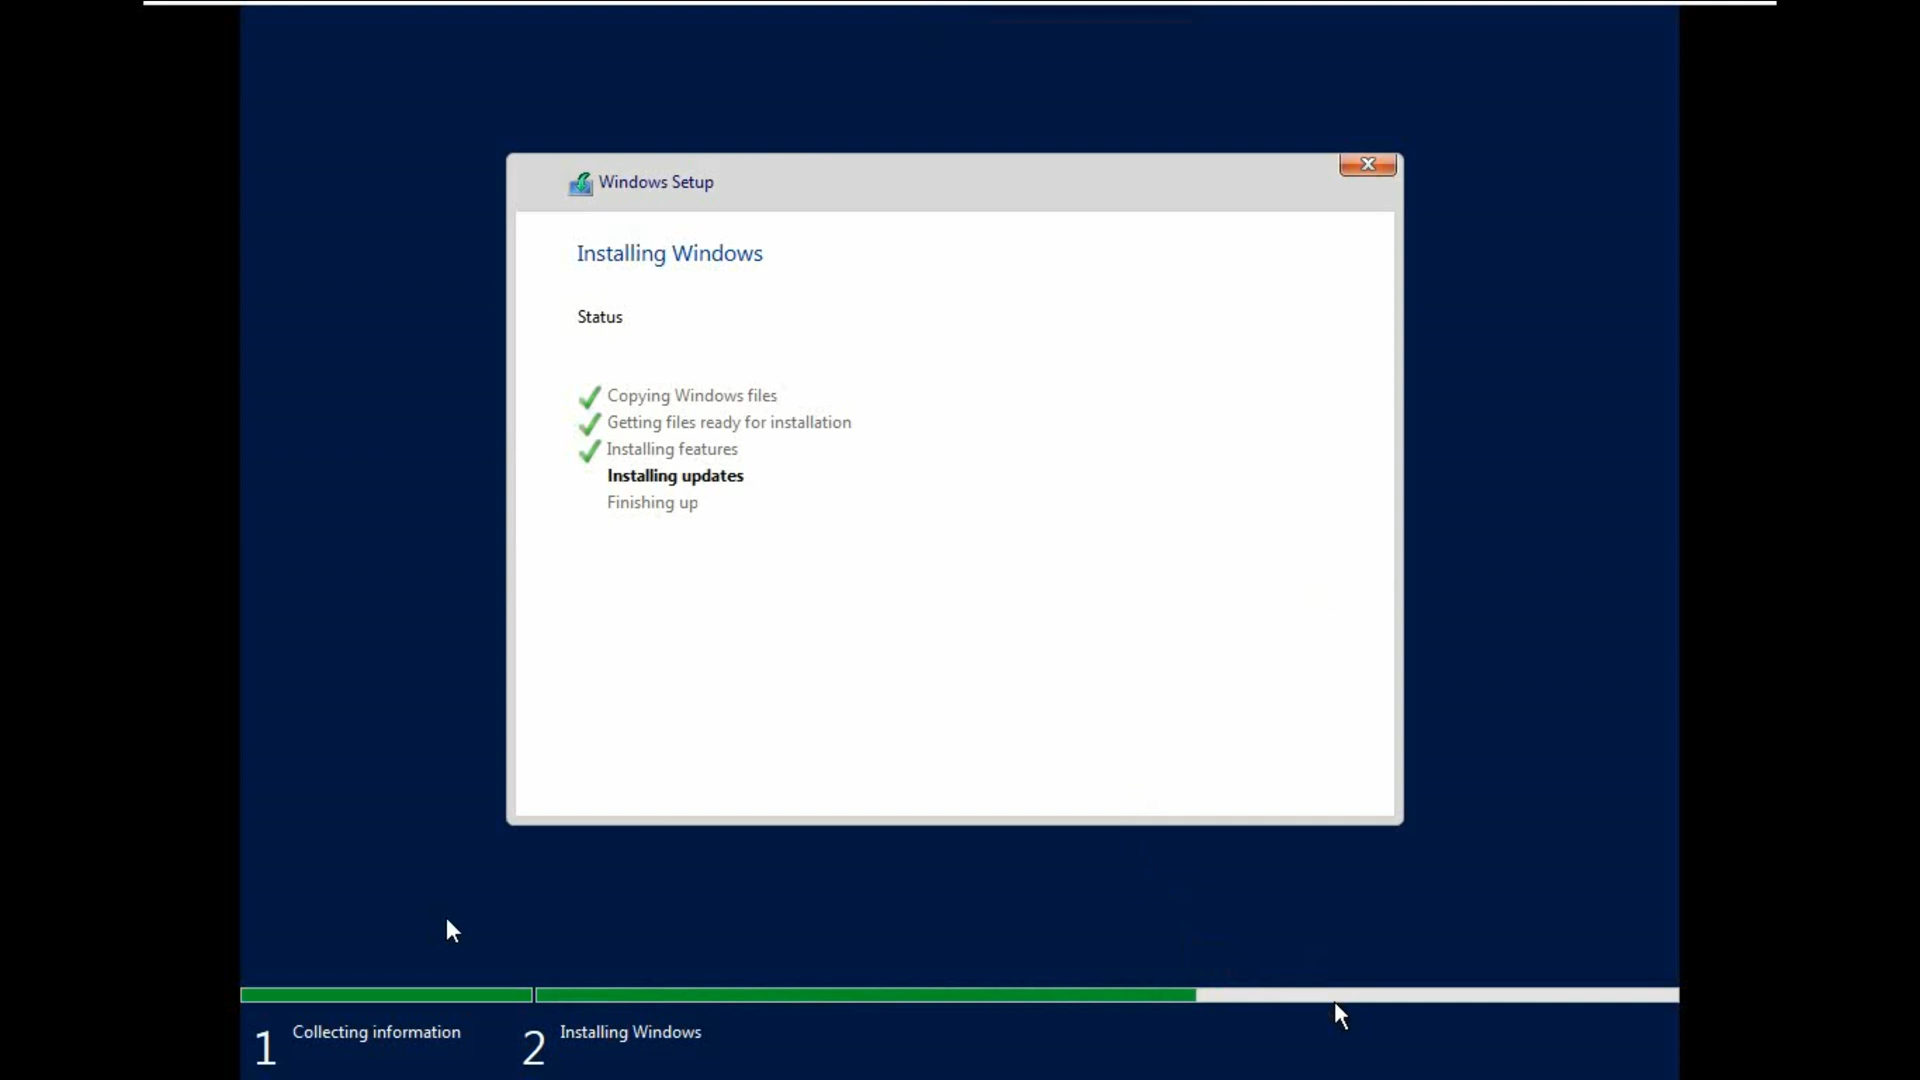 Windows Setup
Installing Windows
Status
Copying Windows files
Getting files ready for installation
Installing features
Installing updates
Finishing up
1 Collecting information
2 Installing Windows